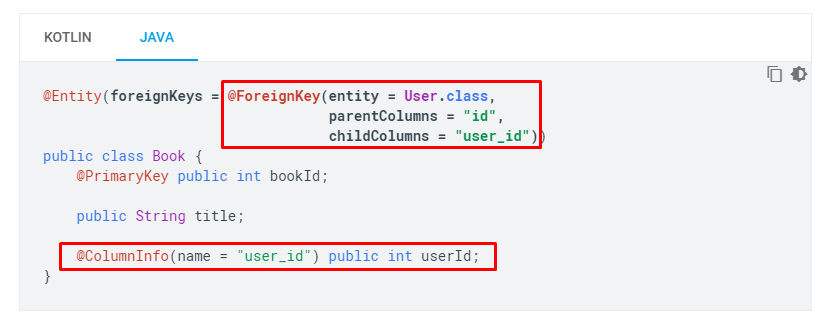 KOTLIN JAVA
@Entity(foreignKeys = @ForeignKey(entity = User.class,
                                  parentColumns = "id",
                                  childColumns = "user_id"))
public class Book {
    @PrimaryKey public int bookId;

    public String title;

    @ColumnInfo(name = "user_id") public int userId;
}